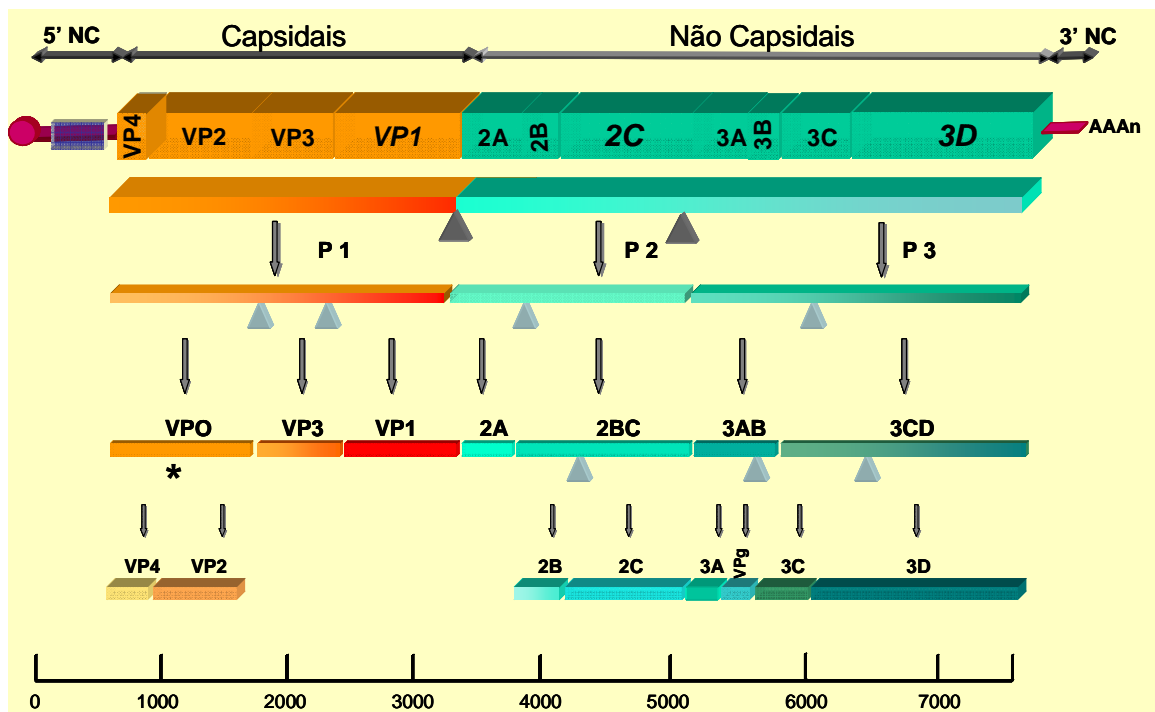 5' NC Capsidais Não Capsidais 3' NC
VP4 VP2 VP3 VP1 2A 2B 2C 3A 3B 3C 3D AAAn
P 1 P 2 P 3
VPO VP3 VP1 2A 2BC 3AB 3CD
*
VP4 VP2 2B 2C 3A VPg 3C 3D
0 1000 2000 3000 4000 5000 6000 7000